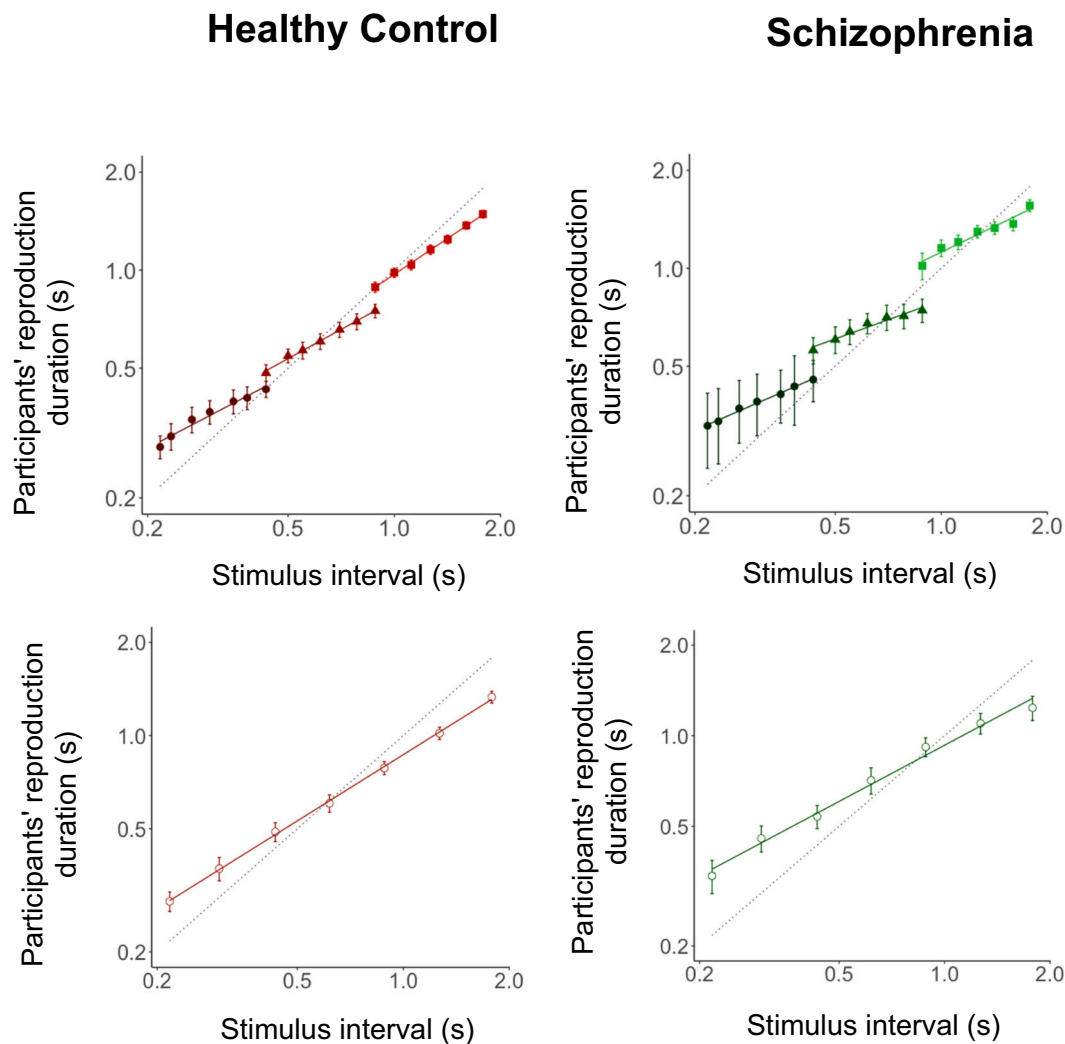 Healthy Control
Schizophrenia
Participants' reproduction
duration (s)
2.0
1.0
0.5
0.2
0.2 0.5 1.0 2.0
Stimulus interval (s)
Participants' reproduction
duration (s)
2.0
1.0
0.5
0.2
0.2 0.5 1.0 2.0
Stimulus interval (s)
Participants' reproduction
duration (s)
2.0
1.0
0.5
0.2
0.2 0.5 1.0 2.0
Stimulus interval (s)
Participants' reproduction
duration (s)
2.0
1.0
0.5
0.2
0.2 0.5 1.0 2.0
Stimulus interval (s)